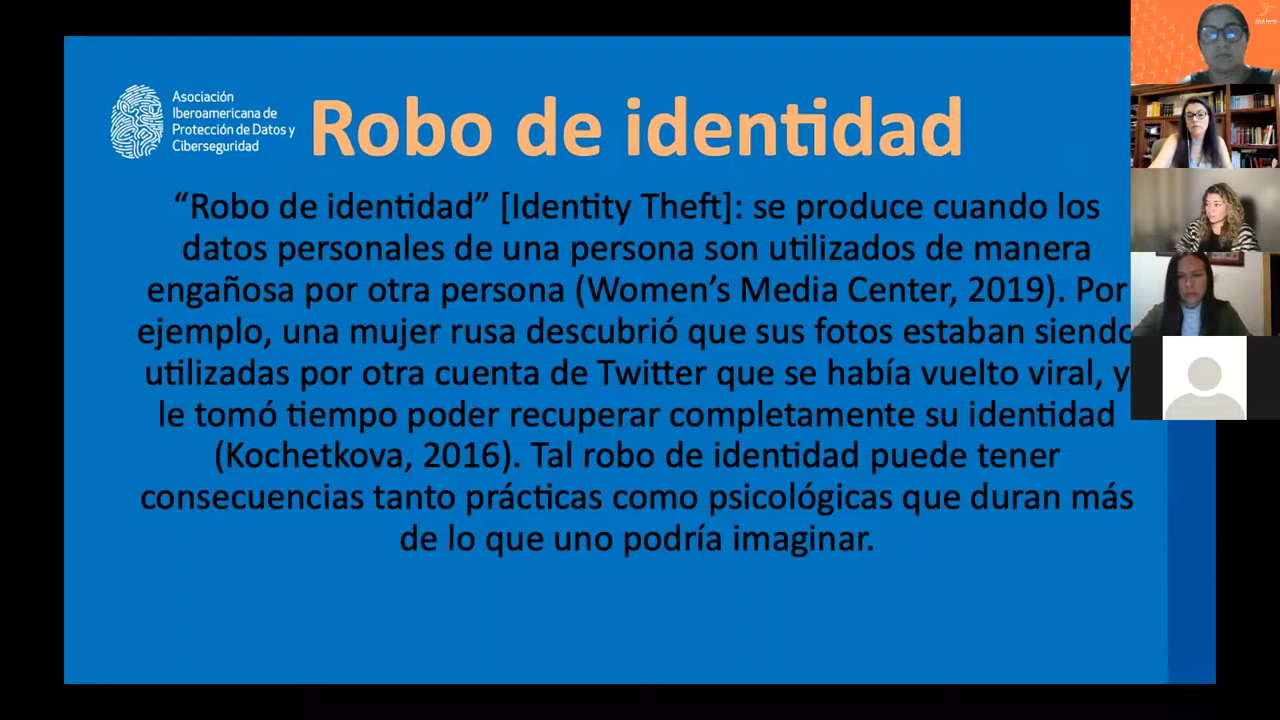 Asociación
Iberoamericana de
Protección de Datos y
Ciberseguridad
Robo de identidad
“Robo de identidad” [Identity Theft]: se produce cuando los
datos personales de una persona son utilizados de manera
engañosa por otra persona (Women’s Media Center, 2019). Por
ejemplo, una mujer rusa descubrió que sus fotos estaban siendo
utilizadas por otra cuenta de Twitter que se había vuelto viral, y
le tomó tiempo poder recuperar completamente su identidad
(Kochetkova, 2016). Tal robo de identidad puede tener
consecuencias tanto prácticas como psicológicas que duran más
de lo que uno podría imaginar.